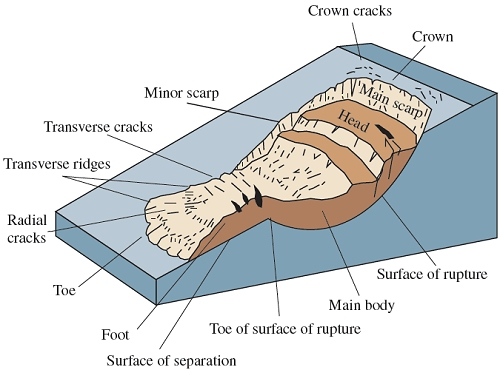 Crown cracks
Crown
Main scarp
Minor scarp
Head
Transverse cracks
Transverse ridges
Radial
cracks
Toe
Surface of rupture
Main body
Toe of surface of rupture
Foot
Surface of separation